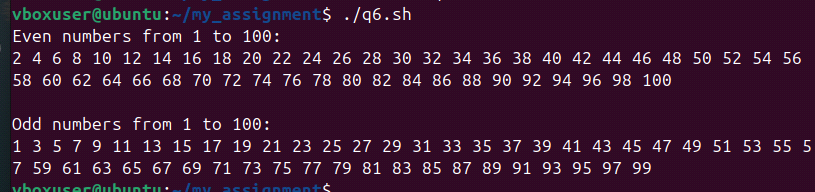 vboxuser@ubuntu:~/my_assignment$ ./q6.sh
Even numbers from 1 to 100:
2 4 6 8 10 12 14 16 18 20 22 24 26 28 30 32 34 36 38 40 42 44 46 48 50 52 54 56
58 60 62 64 66 68 70 72 74 76 78 80 82 84 86 88 90 92 94 96 98 100
Odd numbers from 1 to 100:
1 3 5 7 9 11 13 15 17 19 21 23 25 27 29 31 33 35 37 39 41 43 45 47 49 51 53 55 5
7 59 61 63 65 67 69 71 73 75 77 79 81 83 85 87 89 91 93 95 97 99
vboxuser@ubuntu:~/my_assignment$